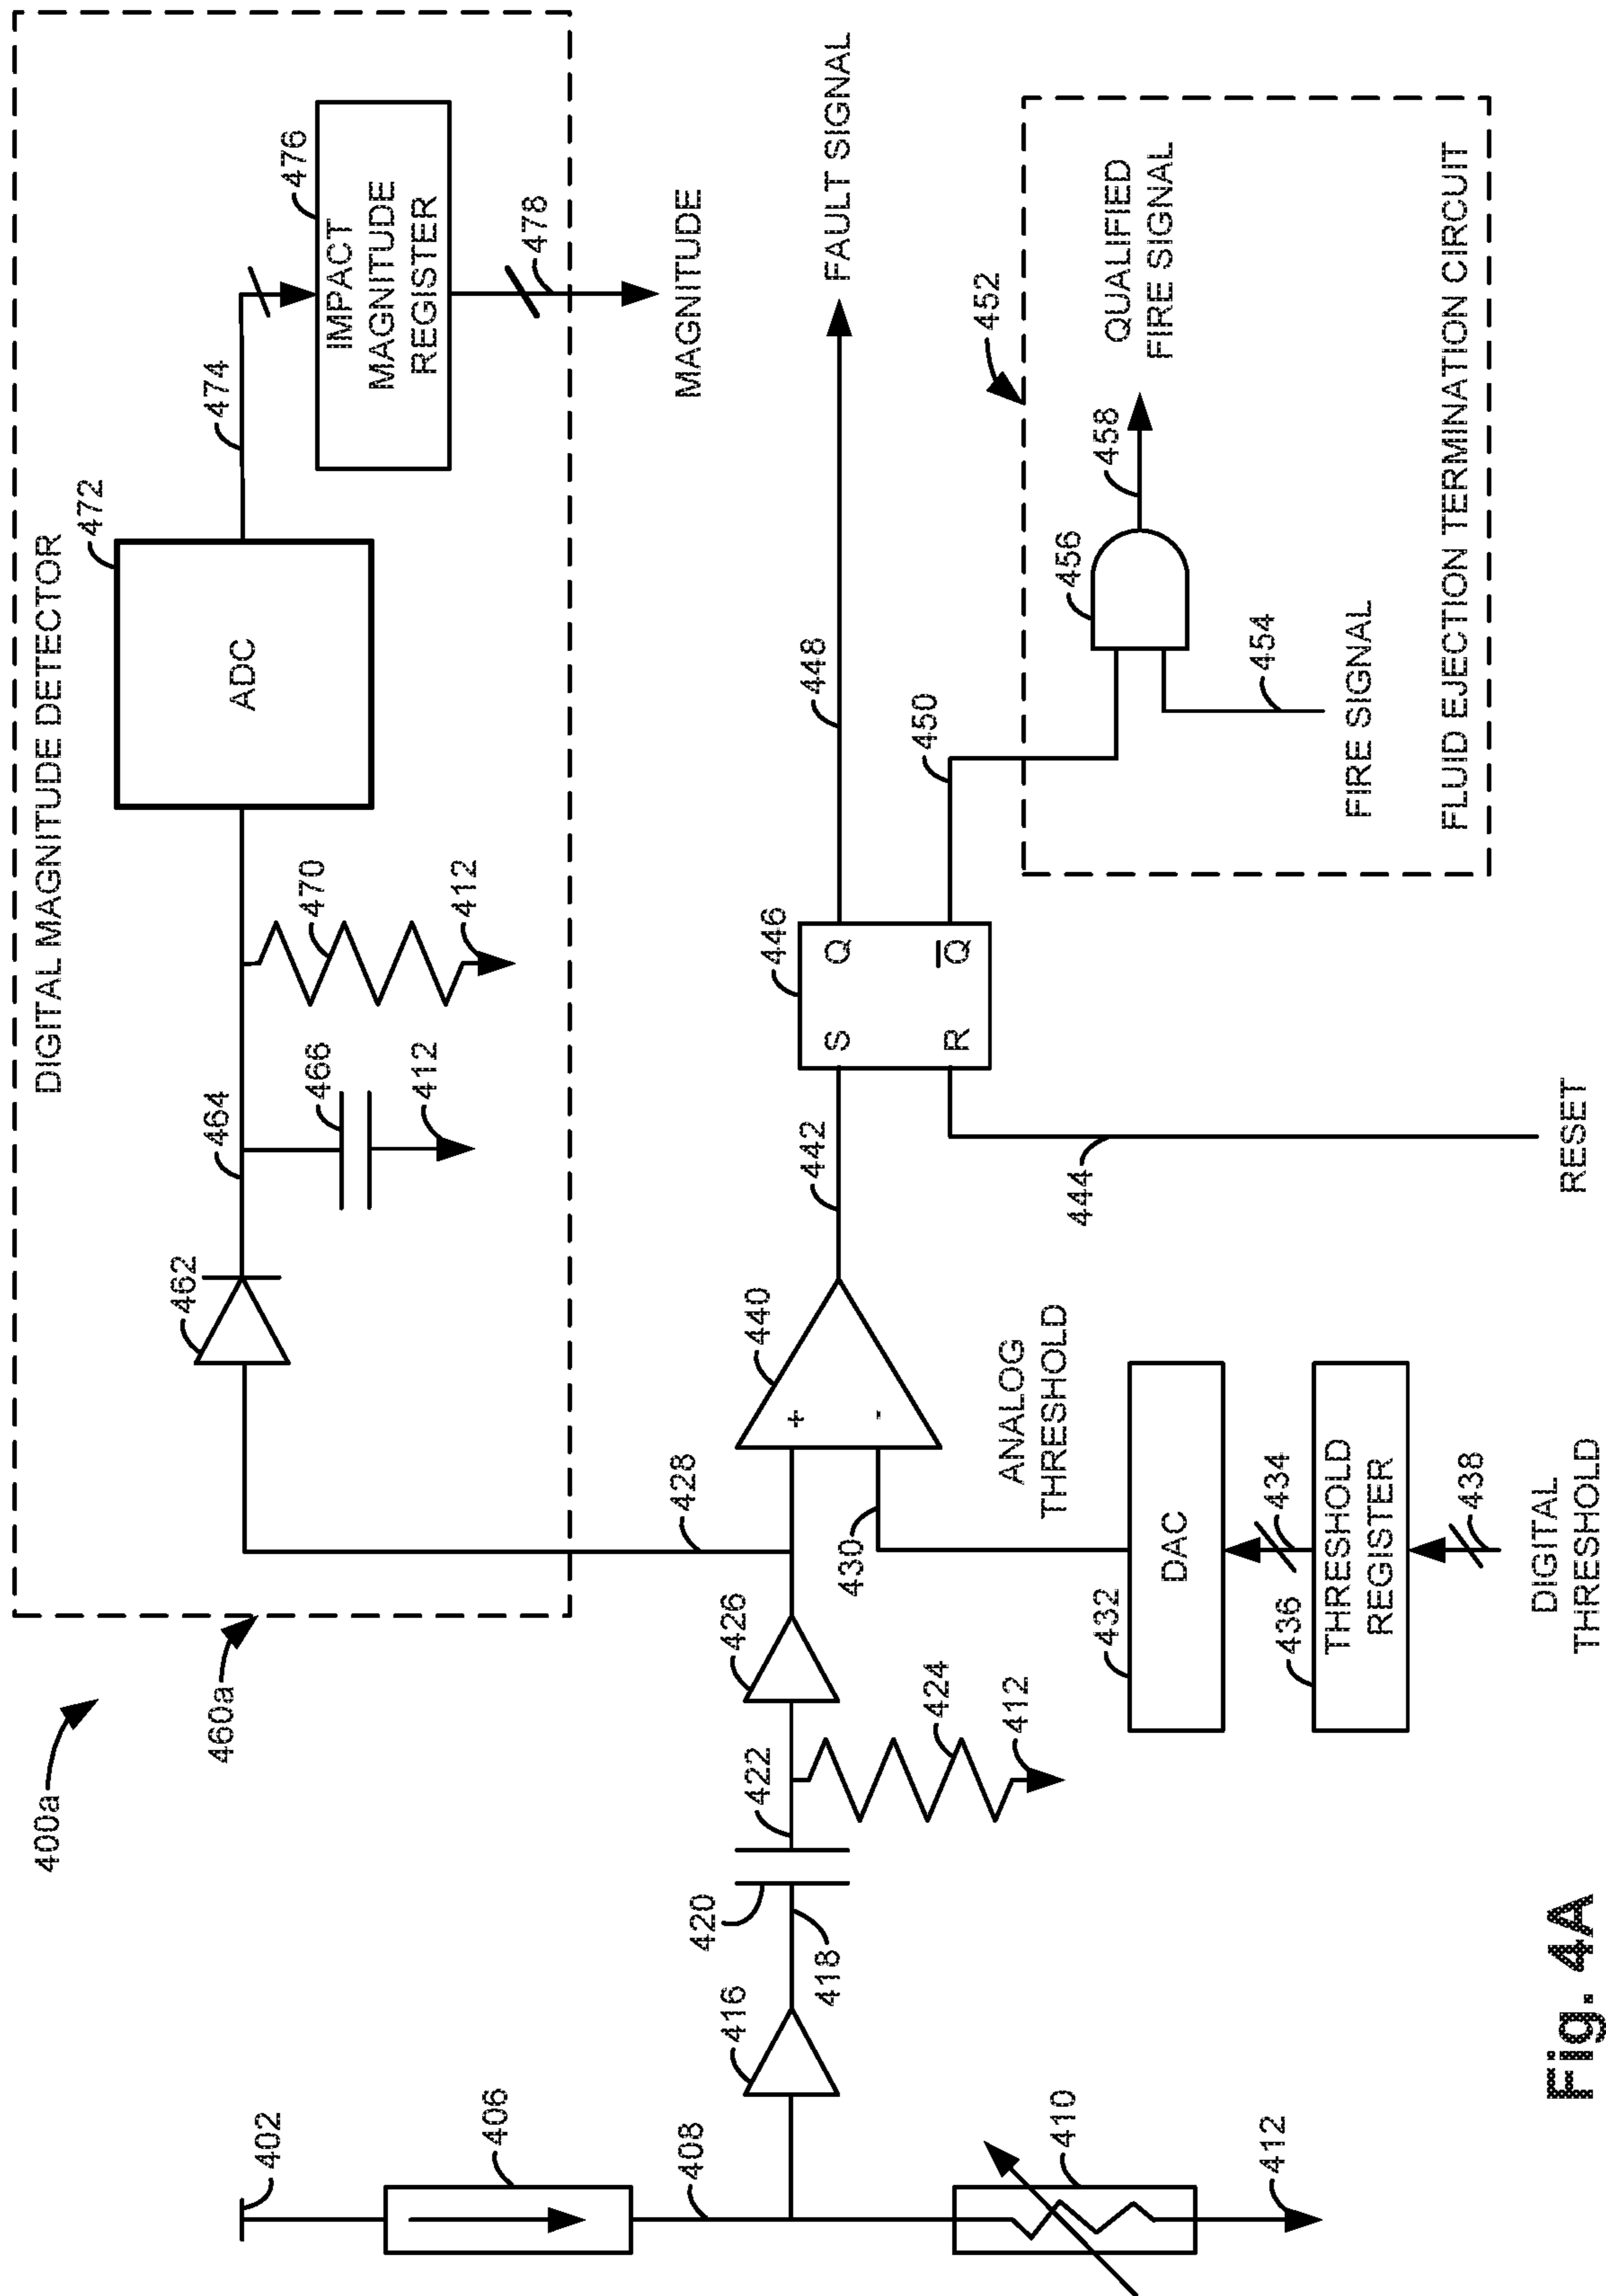 400a
460a
DIGITAL MAGNITUDE DETECTOR
462
464
466
412
470
412
472
ADC
474
476
IMPACT
MAGNITUDE
REGISTER
478
MAGNITUDE
402
406
408
410
412
416
418
420
422
424
412
426
428
430
440
+
-
442
ANALOG
THRESHOLD
432
DAC
434
436
THRESHOLD
REGISTER
438
DIGITAL
THRESHOLD
444
RESET
446
S Q
R Q̅
448
FAULT SIGNAL
450
452
454
FIRE SIGNAL
456
458
QUALIFIED
FIRE SIGNAL
FLUID EJECTION TERMINATION CIRCUIT
Fig. 4A